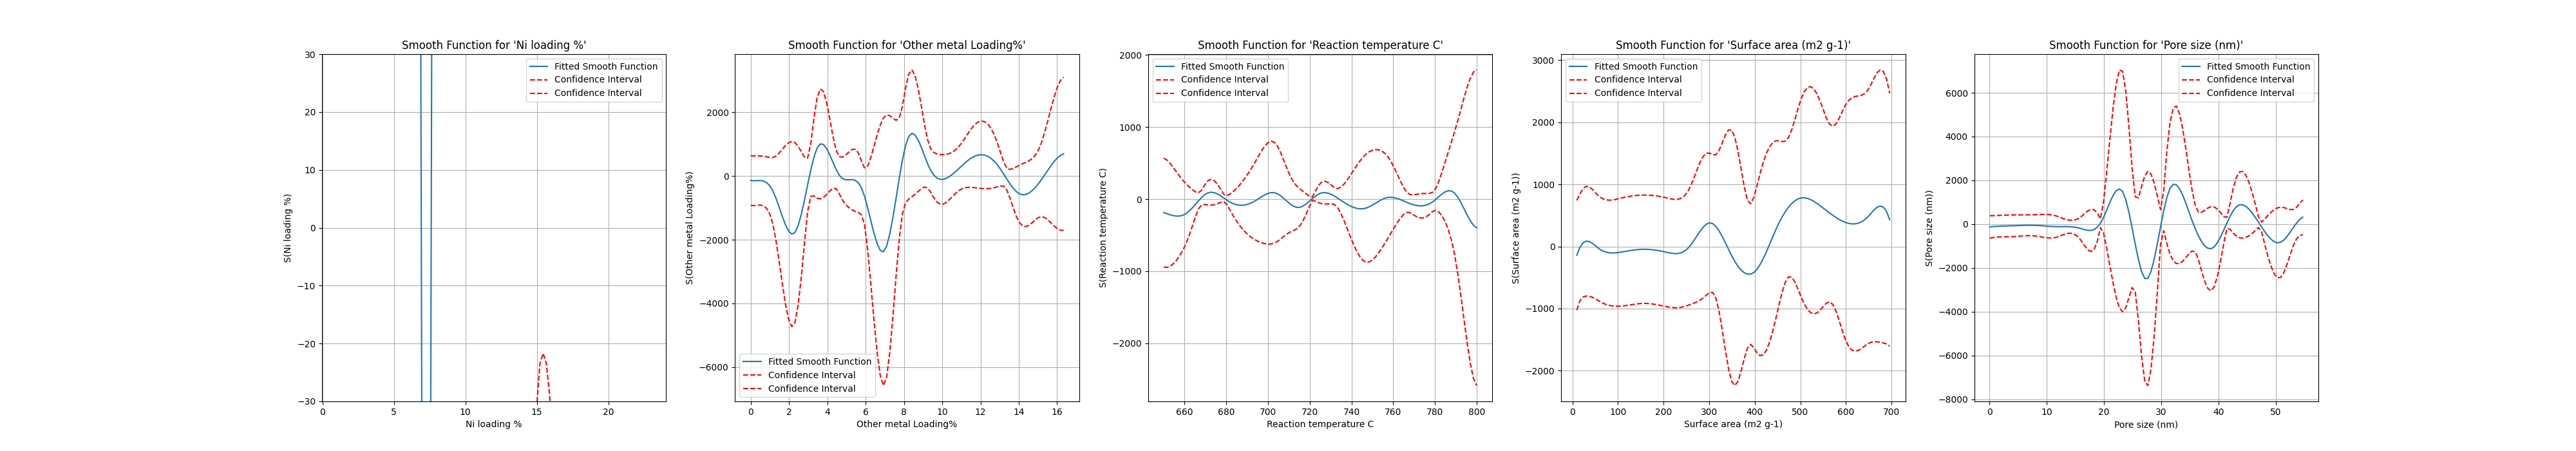 Smooth Function for 'Ni loading %'
30
20
10
0
−10
−20
−30
S(Ni loading %)
0 5 10 15 20
Ni loading %
Fitted Smooth Function
Confidence Interval
Confidence Interval
Smooth Function for 'Other metal Loading%'
2000
0
−2000
−4000
−6000
S(Other metal Loading%)
0 2 4 6 8 10 12 14 16
Other metal Loading%
Fitted Smooth Function
Confidence Interval
Confidence Interval
Smooth Function for 'Reaction temperature C'
2000
1000
0
−1000
−2000
S(Reaction temperature C)
660 680 700 720 740 760 780 800
Reaction temperature C
Fitted Smooth Function
Confidence Interval
Confidence Interval
Smooth Function for 'Surface area (m2 g-1)'
3000
2000
1000
0
−1000
−2000
S(Surface area (m2 g-1))
0 100 200 300 400 500 600 700
Surface area (m2 g-1)
Fitted Smooth Function
Confidence Interval
Confidence Interval
Smooth Function for 'Pore size (nm)'
6000
4000
2000
0
−2000
−4000
−6000
−8000
S(Pore size (nm))
0 10 20 30 40 50
Pore size (nm)
Fitted Smooth Function
Confidence Interval
Confidence Interval